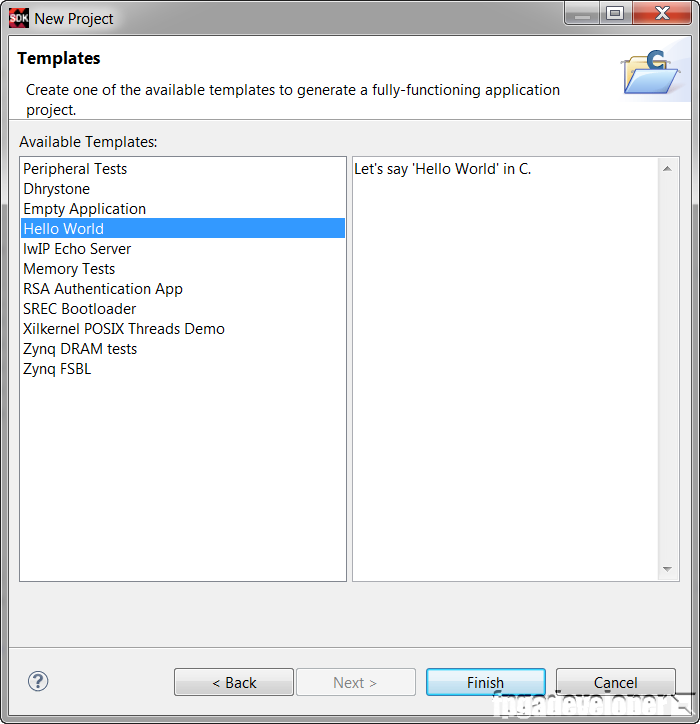 SDK New Project
Templates
Create one of the available templates to generate a fully-functioning application
project.
C
Available Templates:
Peripheral Tests
Dhrystone
Empty Application
Hello World
lwIP Echo Server
Memory Tests
RSA Authentication App
SREC Bootloader
Xilkernel POSIX Threads Demo
Zynq DRAM tests
Zynq FSBL
Let's say 'Hello World' in C.
?
< Back
Next >
Finish
Cancel
fpgadeveloper